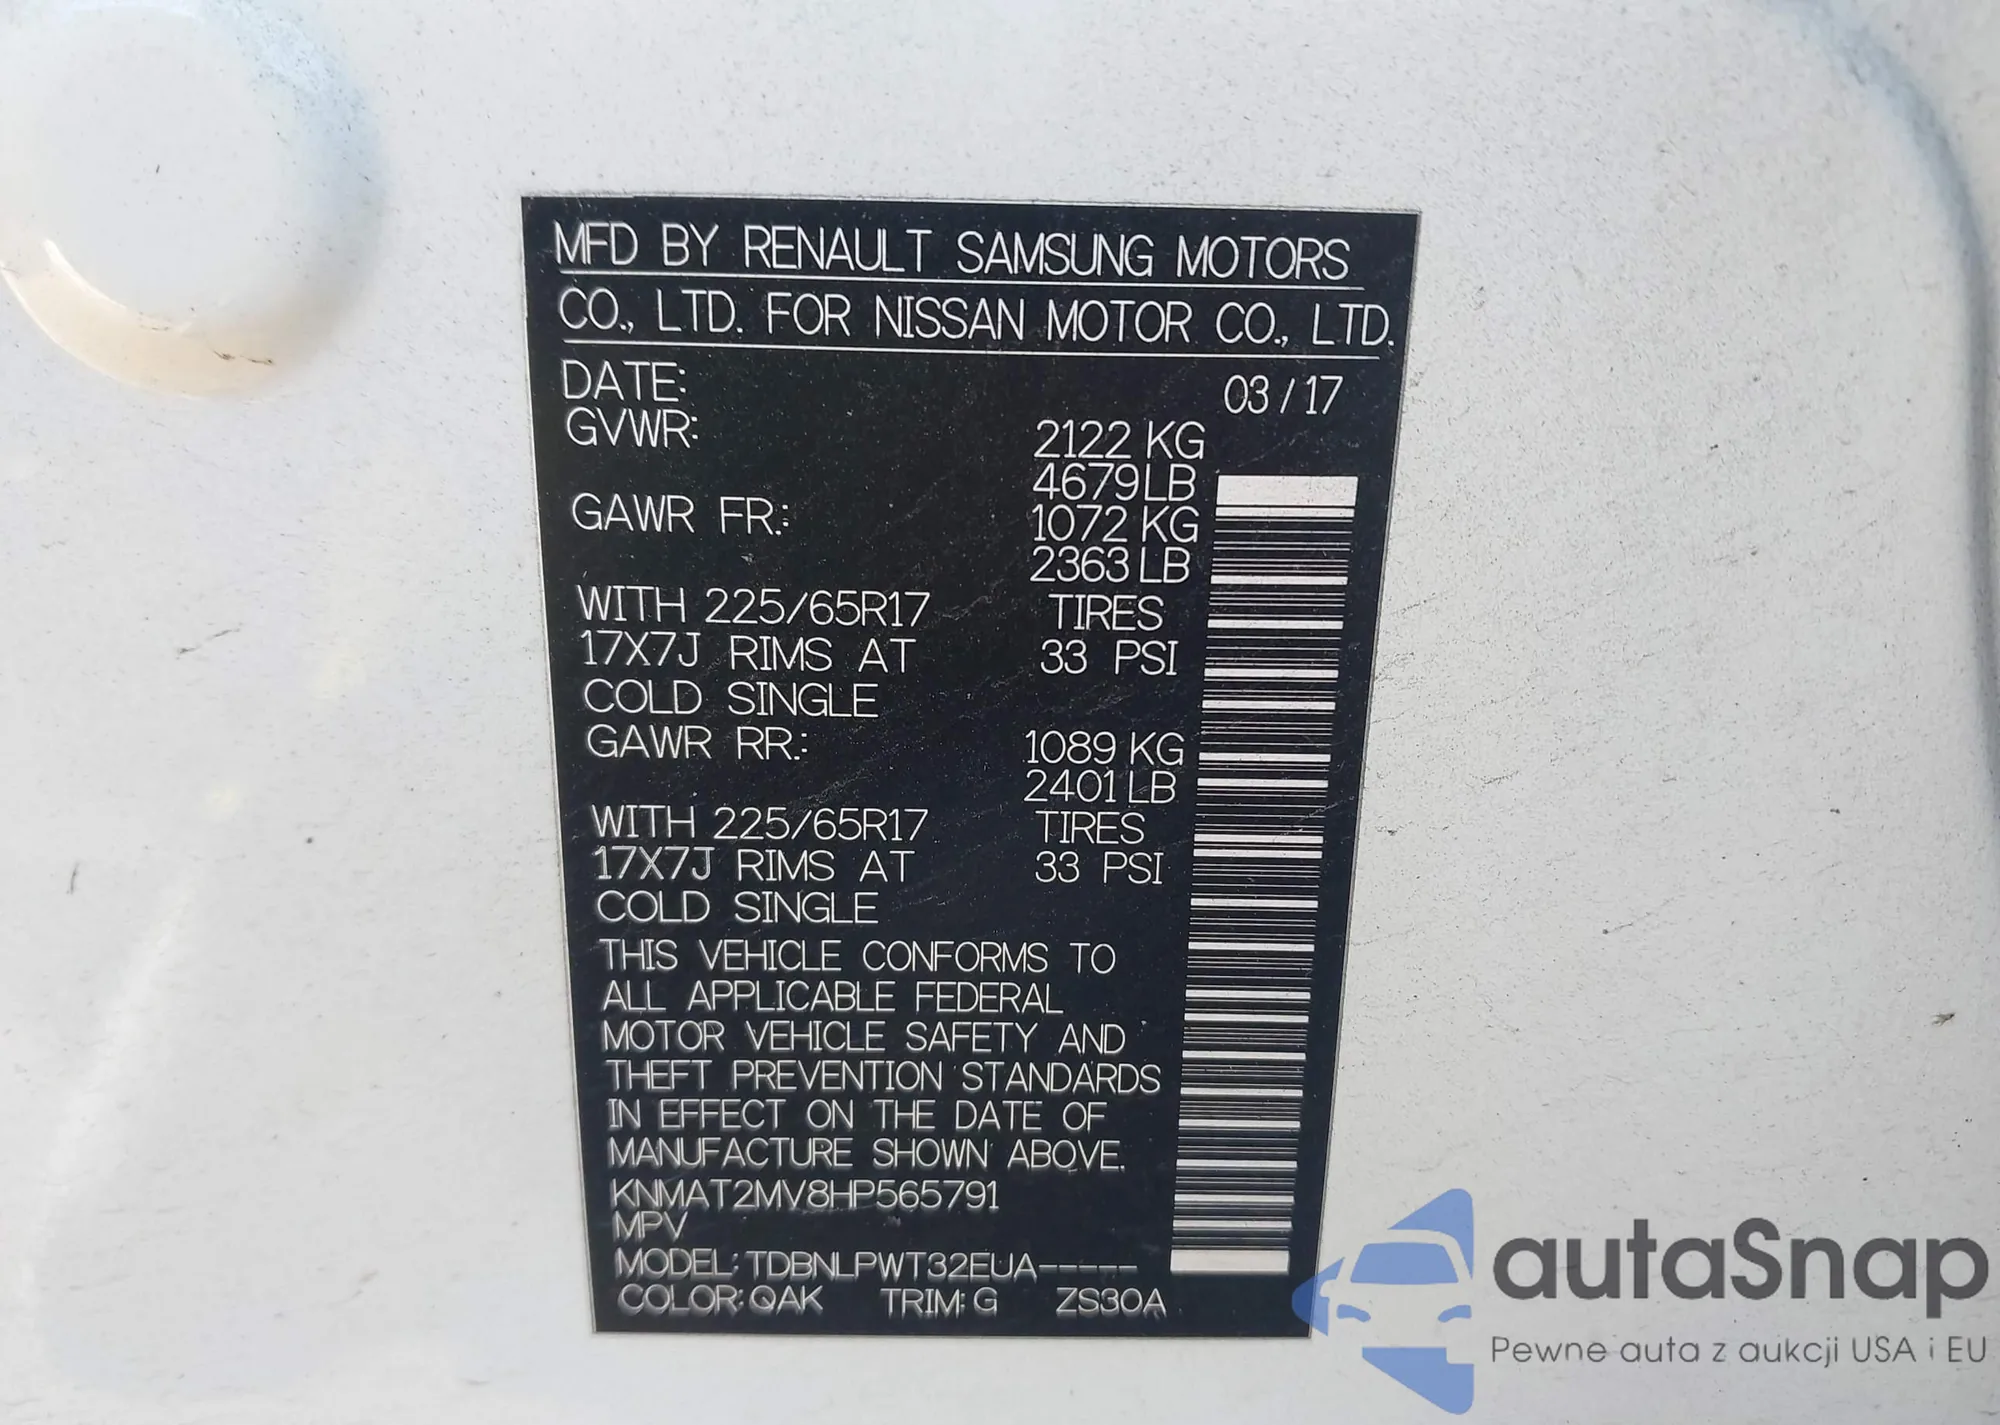 MFD BY RENAULT SAMSUNG MOTORS
CO., LTD. FOR NISSAN MOTOR CO., LTD.
DATE: 03/17
GVWR: 2122 KG
4679 LB
GAWR FR.: 1072 KG
2363 LB
WITH 225/65R17 TIRES
17X7J RIMS AT 33 PSI
COLD SINGLE
GAWR RR.: 1089 KG
2401 LB
WITH 225/65R17 TIRES
17X7J RIMS AT 33 PSI
COLD SINGLE
THIS VEHICLE CONFORMS TO
ALL APPLICABLE FEDERAL
MOTOR VEHICLE SAFETY AND
THEFT PREVENTION STANDARDS
IN EFFECT ON THE DATE OF
MANUFACTURE SHOWN ABOVE.
KNMAT2MV8HP565791
MPV
MODEL: TDBNLPWT32EUA-----
COLOR: QAK TRIM: G ZS30A
autaSnap
Pewne auta z aukcji USA i EU